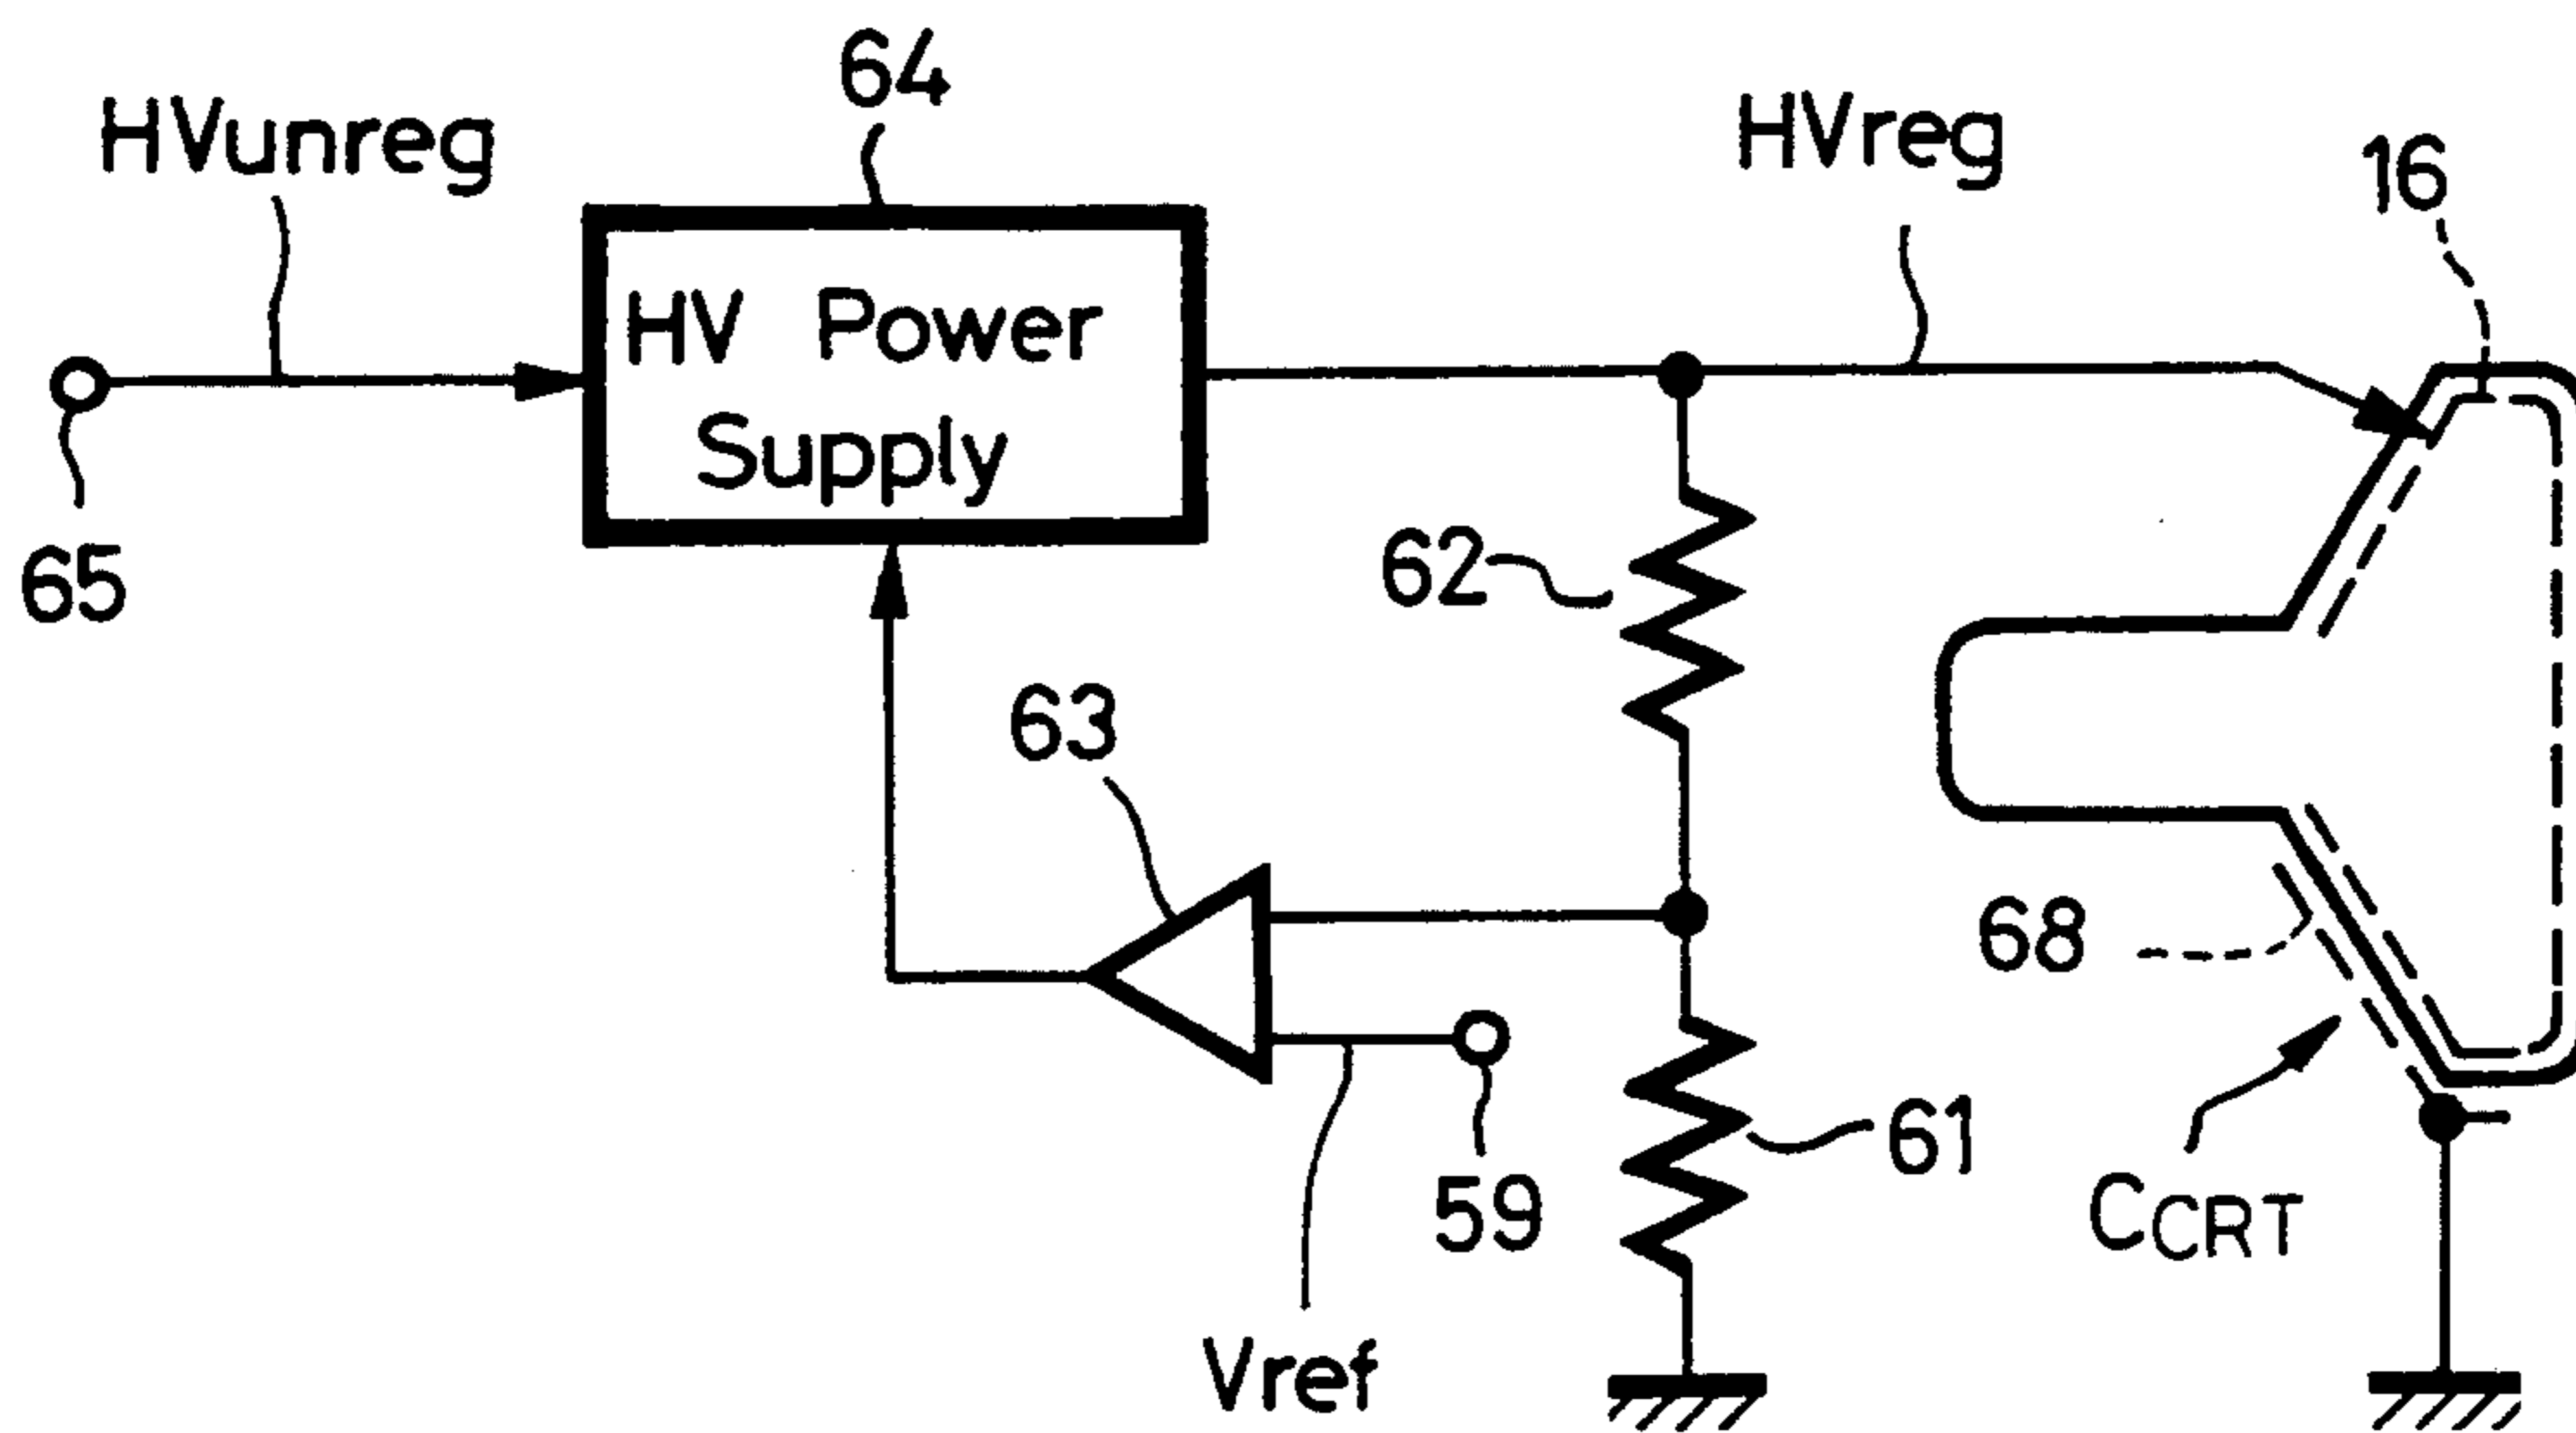 64
HVunreg
HVreg
16
HV Power
Supply
65
62
63
68
61
59
CCRT
Vref